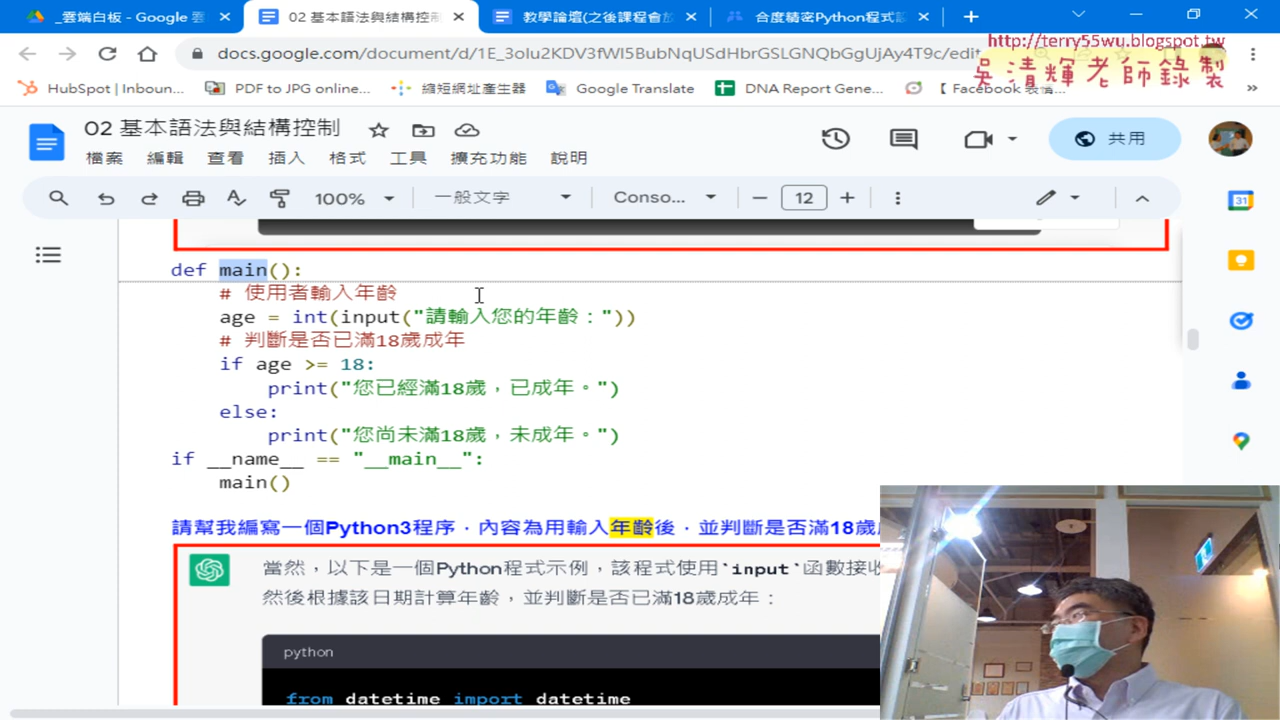 _雲端白板 - Google 雲
02 基本語法與結構控制
教學論壇(之後課程會放
合度精密Python程式設
docs.google.com/document/d/1E_3olu2KDV3fWI5BubNqUSdHbrGSLGNQbGgUjAy4T9c/edit
http://terry55wu.blogspot.tw
吳清輝老師錄製
HubSpot | Inboun...
PDF to JPG online...
縮短網址產生器
Google Translate
DNA Report Gene...
02 基本語法與結構控制
共用
檔案 編輯 查看 插入 格式 工具 擴充功能 說明
100% 一般文字 Conso... 12
31
def main():
# 使用者輸入年齡
age = int(input("請輸入您的年齡："))
# 判斷是否已滿18歲成年
if age >= 18:
print("您已經滿18歲，已成年。")
else:
print("您尚未滿18歲，未成年。")
if __name__ == "__main__":
main()
請幫我編寫一個Python3程序，內容為用輸入年齡後，並判斷是否滿18歲
當然，以下是一個Python程式示例，該程式使用`input`函數接收
然後根據該日期計算年齡，並判斷是否已滿18歲成年：
python
from datetime import datetime